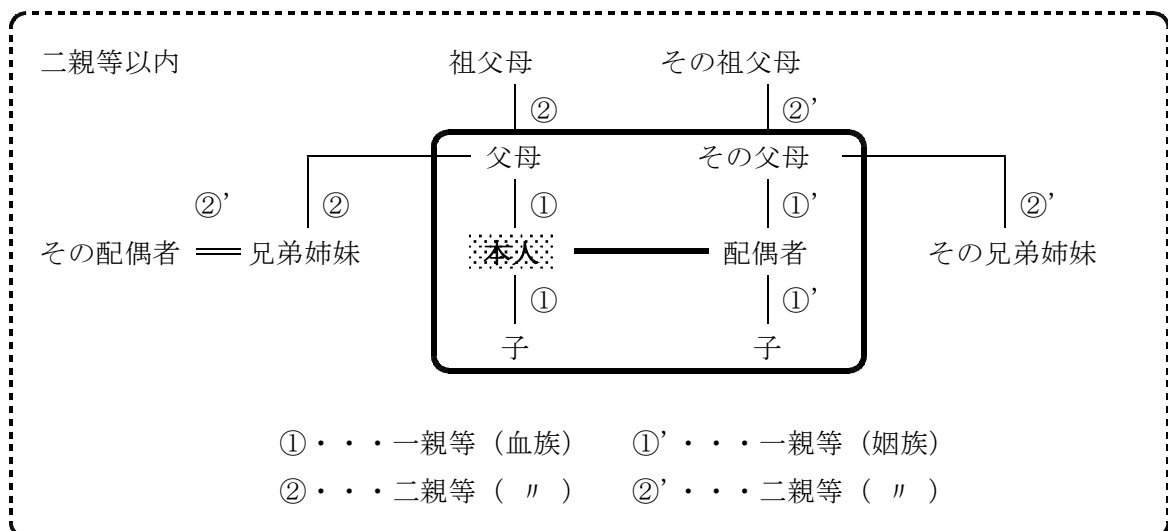 二親等以内 祖父母 その祖父母
② ②’
父母 その父母
②’ ② ① ①’ ②’
その配偶者 兄弟姉妹 本人 配偶者 その兄弟姉妹
① ①’
子 子
①・・・一親等（血族） ①’・・・一親等（姻族）
②・・・二親等（ 〃 ） ②’・・・二親等（ 〃 ）